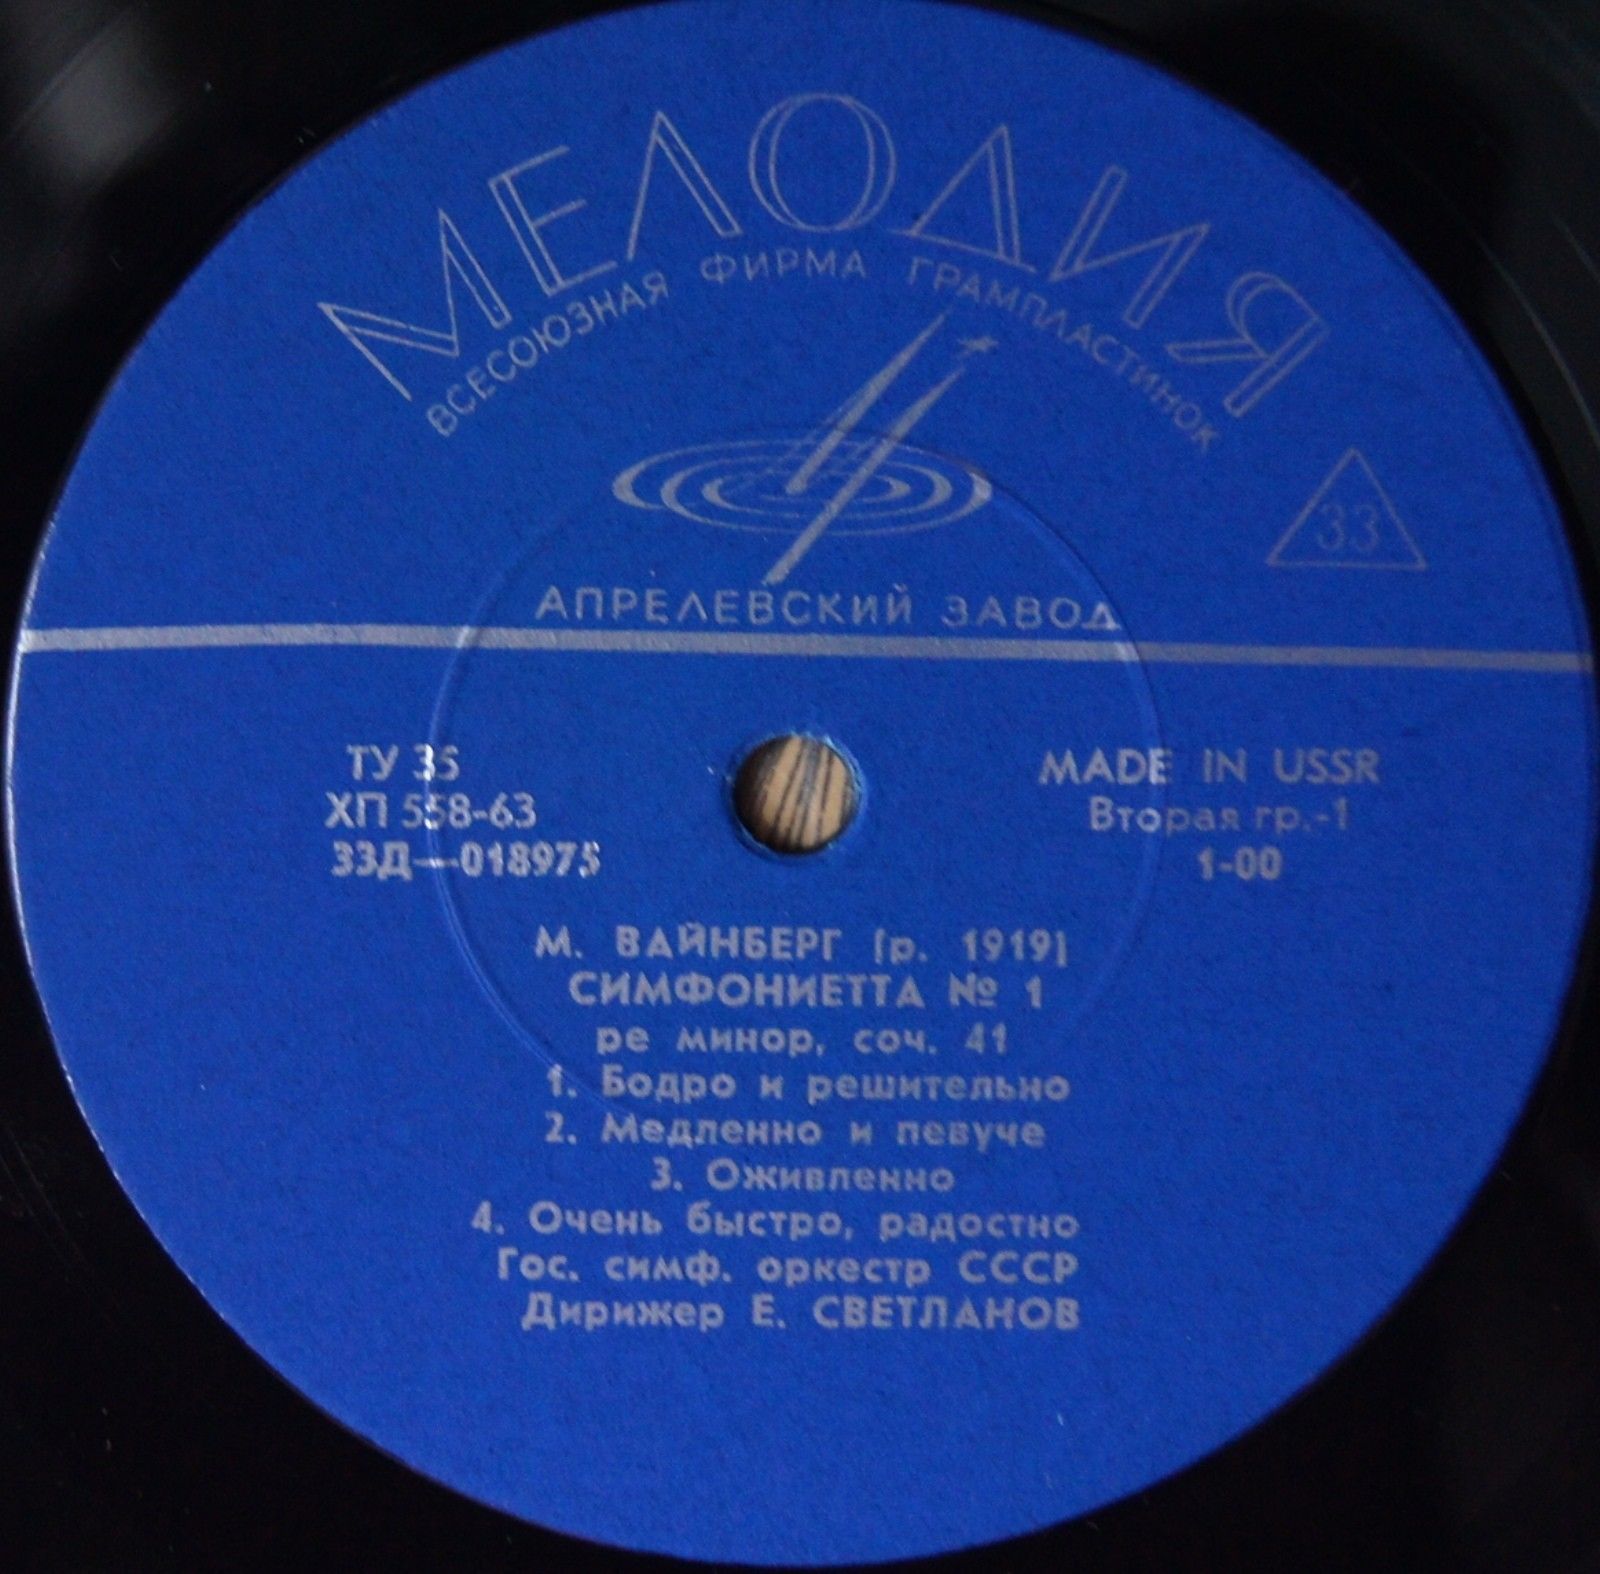 МЕЛОДИЯ
ВСЕСОЮЗНАЯ ФИРМА ГРАМПЛАСТИНОК
33
АПРЕЛЕВСКИЙ ЗАВОД
ТУ 35
ХП 558-63
33Д—018975
MADE IN USSR
Вторая гр.-1
1-00
М. ВАЙНБЕРГ (р. 1919)
СИМФОНИЕТТА № 1
ре минор, соч. 41
1. Бодро и решительно
2. Медленно и певуче
3. Оживленно
4. Очень быстро, радостно
Гос. симф. оркестр СССР
Дирижер Е. СВЕТЛАНОВ